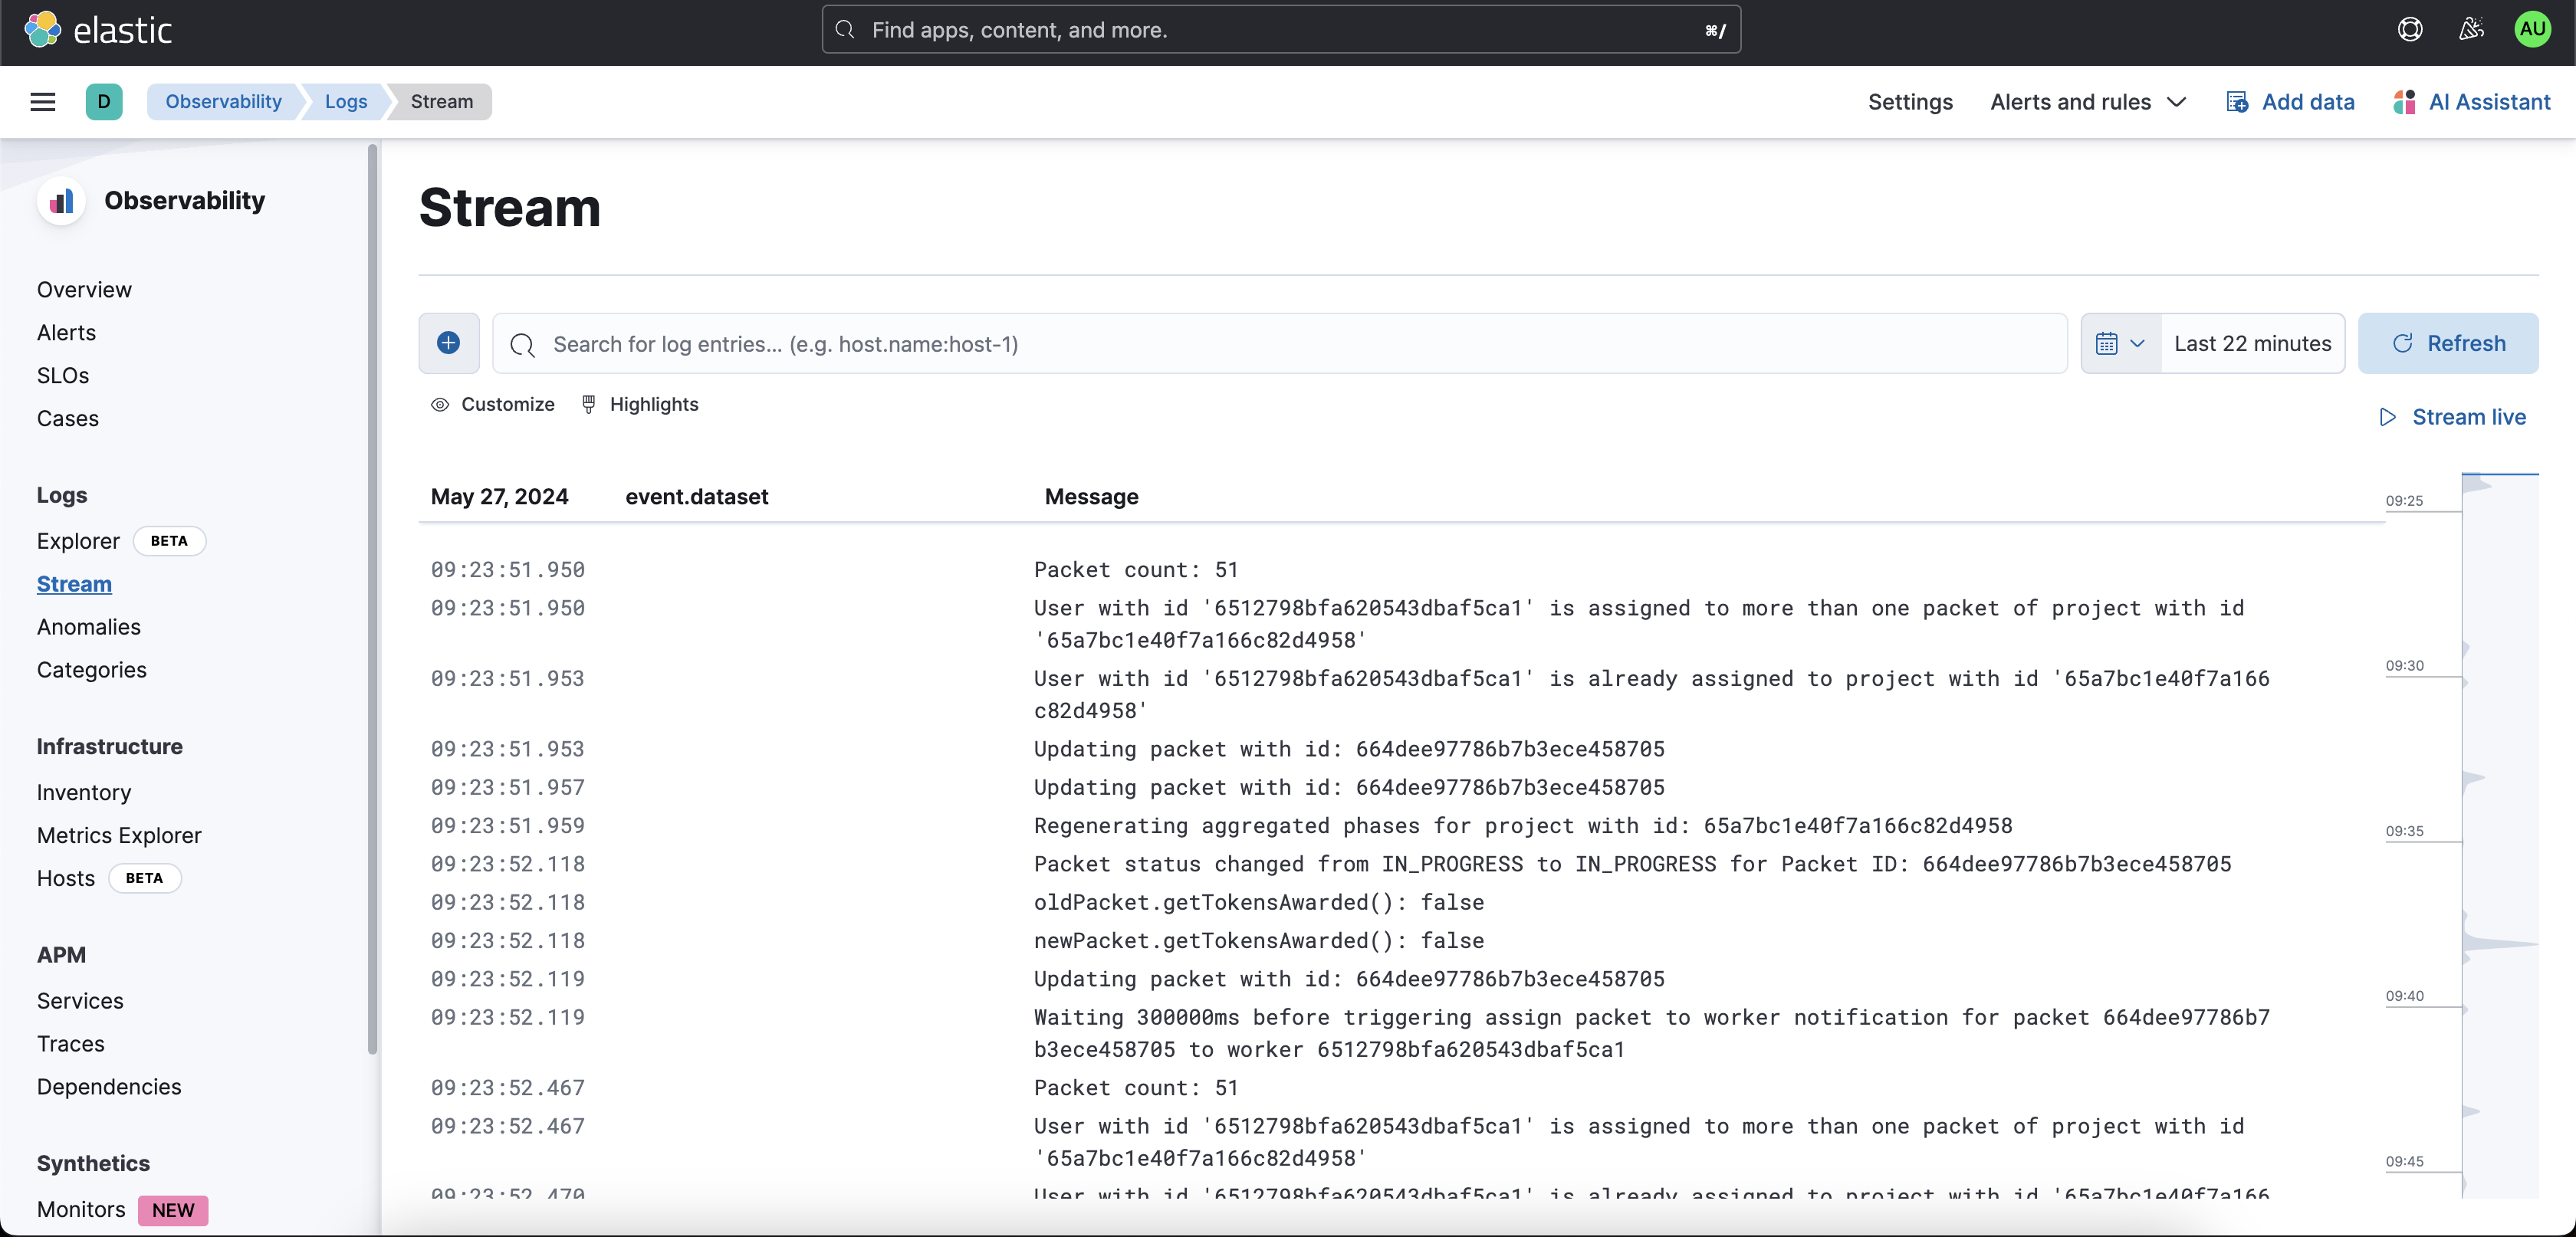 elastic
Find apps, content, and more.
⌘/
AU
D
Observability
Logs
Stream
Settings
Alerts and rules
Add data
AI Assistant
Observability
Overview
Alerts
SLOs
Cases
Logs
Explorer BETA
Stream
Anomalies
Categories
Infrastructure
Inventory
Metrics Explorer
Hosts BETA
APM
Services
Traces
Dependencies
Synthetics
Monitors NEW
Stream
Search for log entries... (e.g. host.name:host-1)
Last 22 minutes
Refresh
Customize
Highlights
Stream live
May 27, 2024 event.dataset Message
09:23:51.950 Packet count: 51
09:23:51.950 User with id '6512798bfa620543dbaf5ca1' is assigned to more than one packet of project with id
'65a7bc1e40f7a166c82d4958'
09:23:51.953 User with id '6512798bfa620543dbaf5ca1' is already assigned to project with id '65a7bc1e40f7a166
c82d4958'
09:23:51.953 Updating packet with id: 664dee97786b7b3ece458705
09:23:51.957 Updating packet with id: 664dee97786b7b3ece458705
09:23:51.959 Regenerating aggregated phases for project with id: 65a7bc1e40f7a166c82d4958
09:23:52.118 Packet status changed from IN_PROGRESS to IN_PROGRESS for Packet ID: 664dee97786b7b3ece458705
09:23:52.118 oldPacket.getTokensAwarded(): false
09:23:52.118 newPacket.getTokensAwarded(): false
09:23:52.119 Updating packet with id: 664dee97786b7b3ece458705
09:23:52.119 Waiting 300000ms before triggering assign packet to worker notification for packet 664dee97786b7
b3ece458705 to worker 6512798bfa620543dbaf5ca1
09:23:52.467 Packet count: 51
09:23:52.467 User with id '6512798bfa620543dbaf5ca1' is assigned to more than one packet of project with id
'65a7bc1e40f7a166c82d4958'
09:23:52.470 User with id '6512798bfa620543dbaf5ca1' is already assigned to project with id '65a7bc1e40f7a166
09:25
09:30
09:35
09:40
09:45